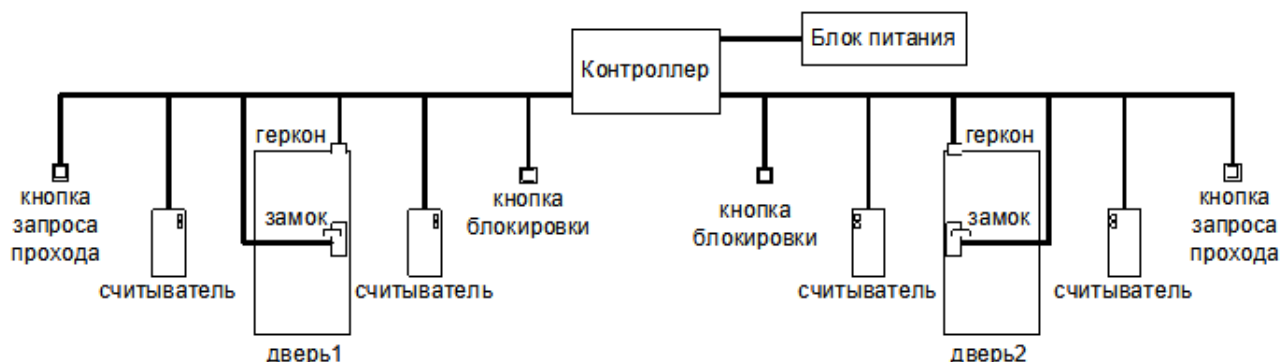 Блок питания
Контроллер
геркон
геркон
кнопка
запроса
прохода
замок
кнопка
блокировки
кнопка
блокировки
замок
кнопка
запроса
прохода
считыватель
считыватель
считыватель
считыватель
дверь1
дверь2